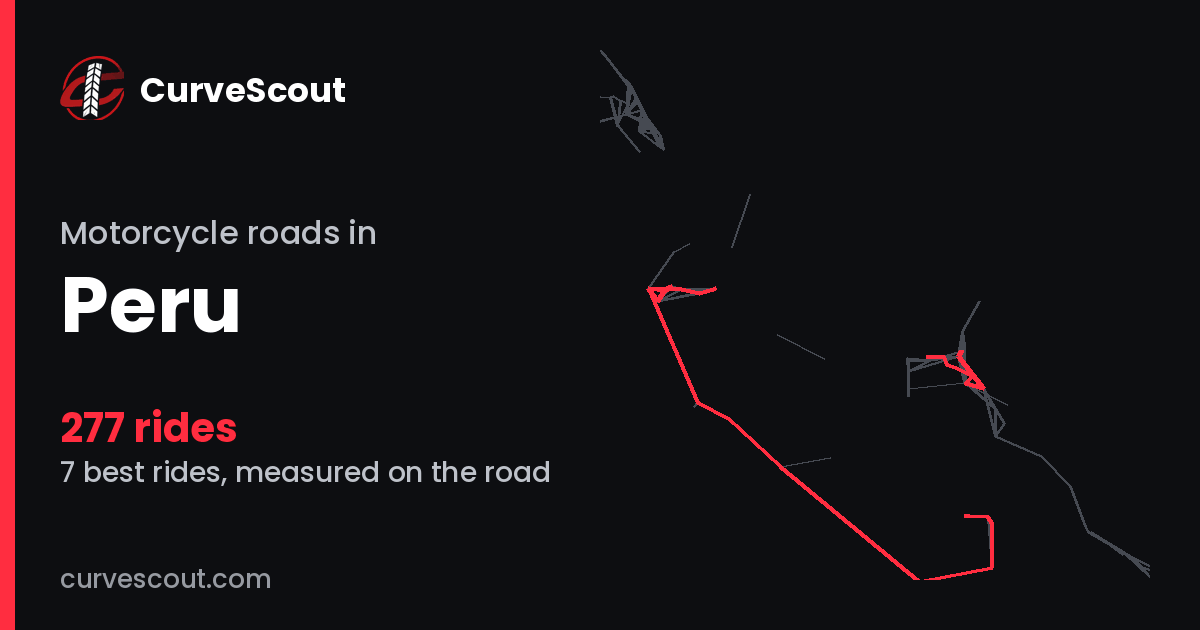 CurveScout
Motorcycle roads in
Peru
277 rides
7 best rides, measured on the road
curvescout.com